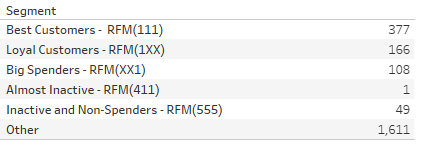 Segment
Best Customers - RFM(111) 377
Loyal Customers - RFM(1XX) 166
Big Spenders - RFM(XX1) 108
Almost Inactive - RFM(411) 1
Inactive and Non-Spenders - RFM(555) 49
Other 1,611